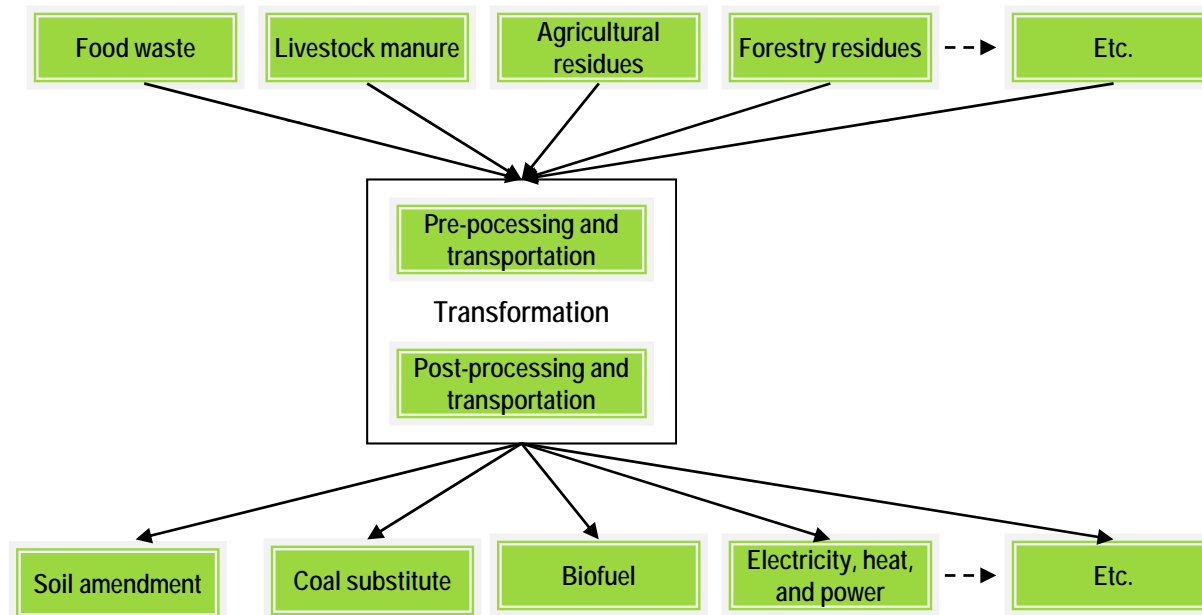 Food waste
Livestock manure
Agricultural
residues
Forestry residues
Etc.
Pre-pocessing and
transportation
Transformation
Post-processing and
transportation
Soil amendment
Coal substitute
Biofuel
Electricity, heat,
and power
Etc.